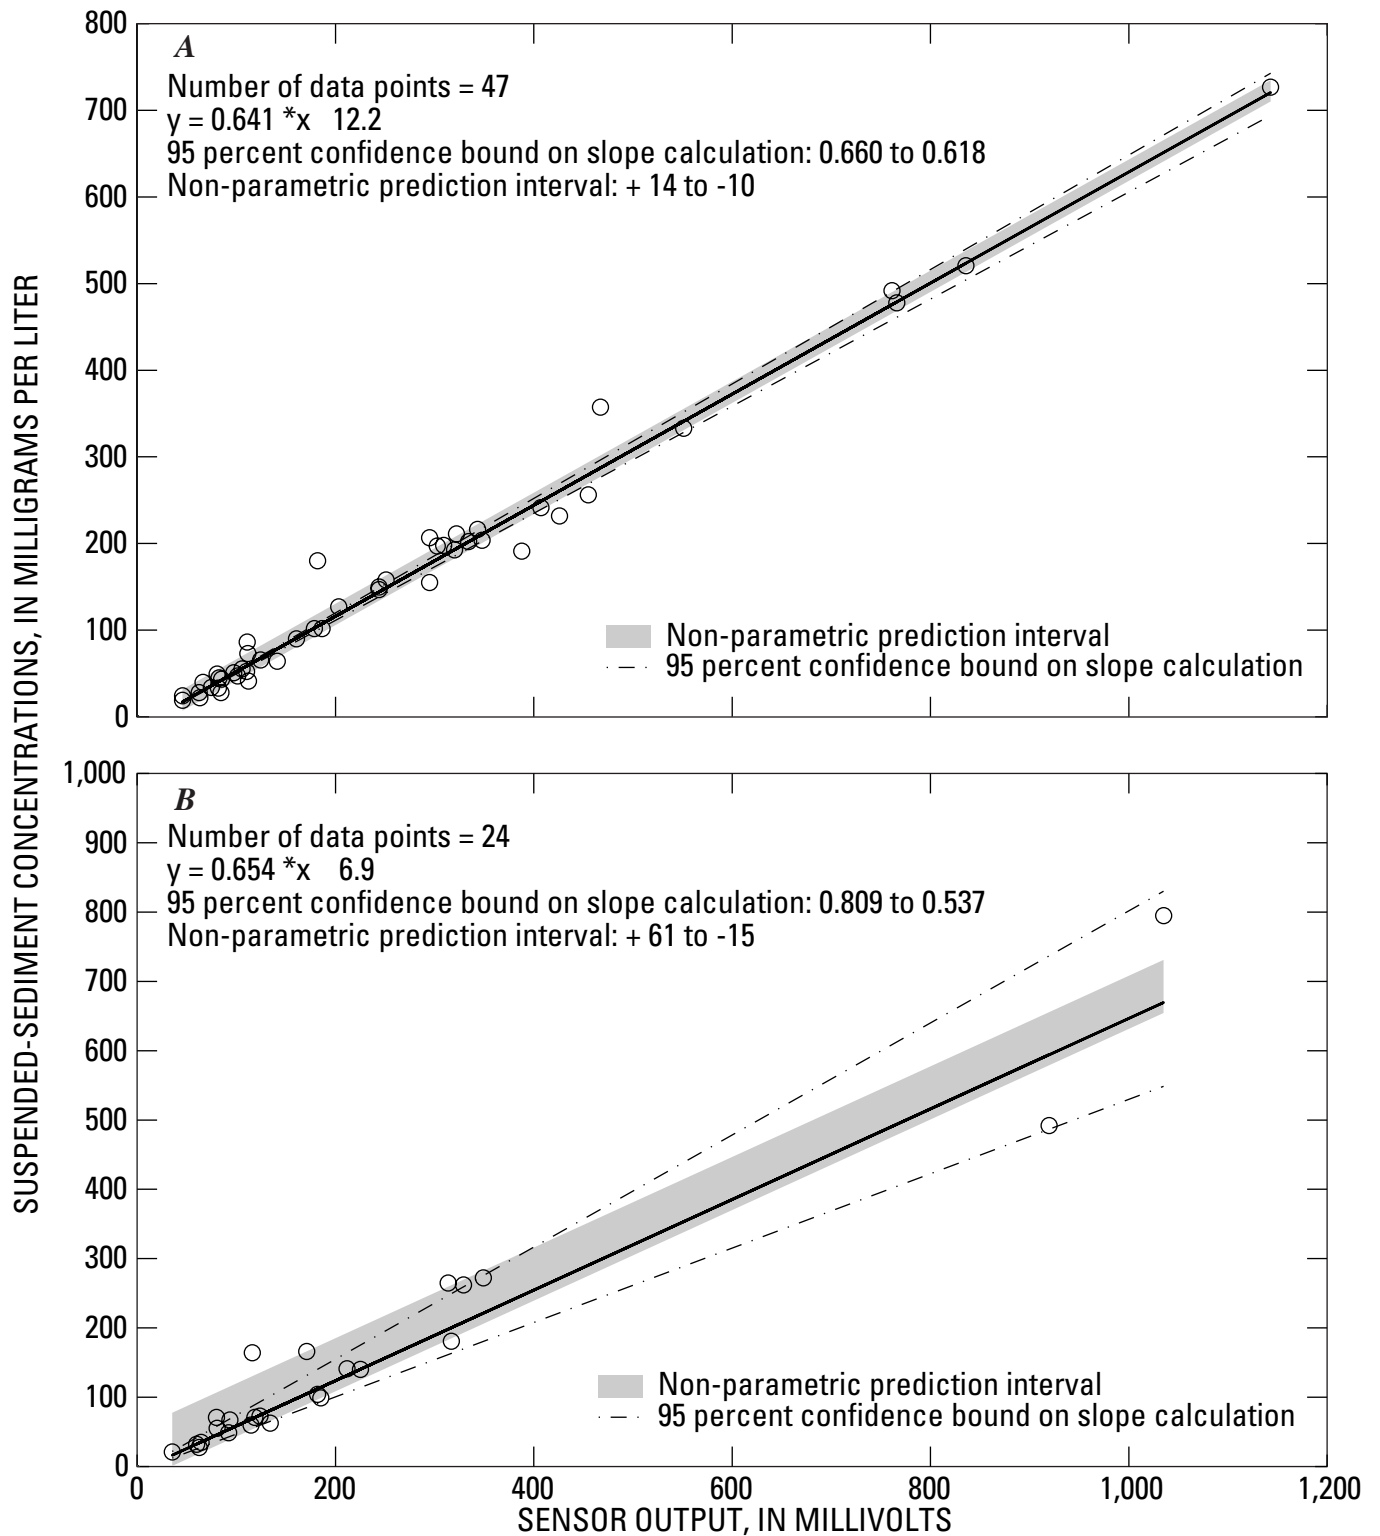 SUSPENDED-SEDIMENT CONCENTRATIONS, IN MILLIGRAMS PER LITER
800
700
600
500
400
300
200
100
0
A
Number of data points = 47
y = 0.641 *x 12.2
95 percent confidence bound on slope calculation: 0.660 to 0.618
Non-parametric prediction interval: + 14 to -10
Non-parametric prediction interval
95 percent confidence bound on slope calculation
1,000
900
800
700
600
500
400
300
200
100
0
B
Number of data points = 24
y = 0.654 *x 6.9
95 percent confidence bound on slope calculation: 0.809 to 0.537
Non-parametric prediction interval: + 61 to -15
Non-parametric prediction interval
95 percent confidence bound on slope calculation
0 200 400 600 800 1,000 1,200
SENSOR OUTPUT, IN MILLIVOLTS